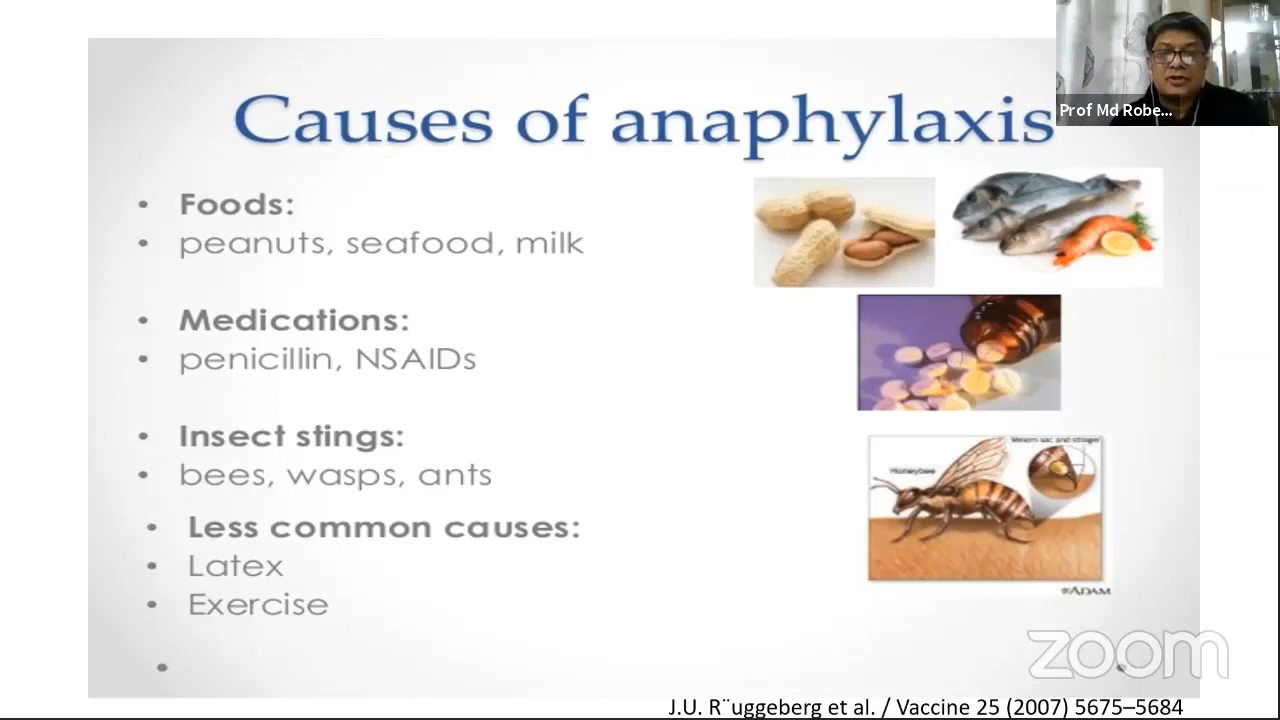 Prof Md Robe...
Causes of anaphylaxis
• Foods:
• peanuts, seafood, milk
• Medications:
• penicillin, NSAIDs
• Insect stings:
• bees, wasps, ants
• Less common causes:
• Latex
• Exercise
•
Venom sac and stinger
Honeybee
ADAM
zoom
J.U. R¨uggeberg et al. / Vaccine 25 (2007) 5675–5684